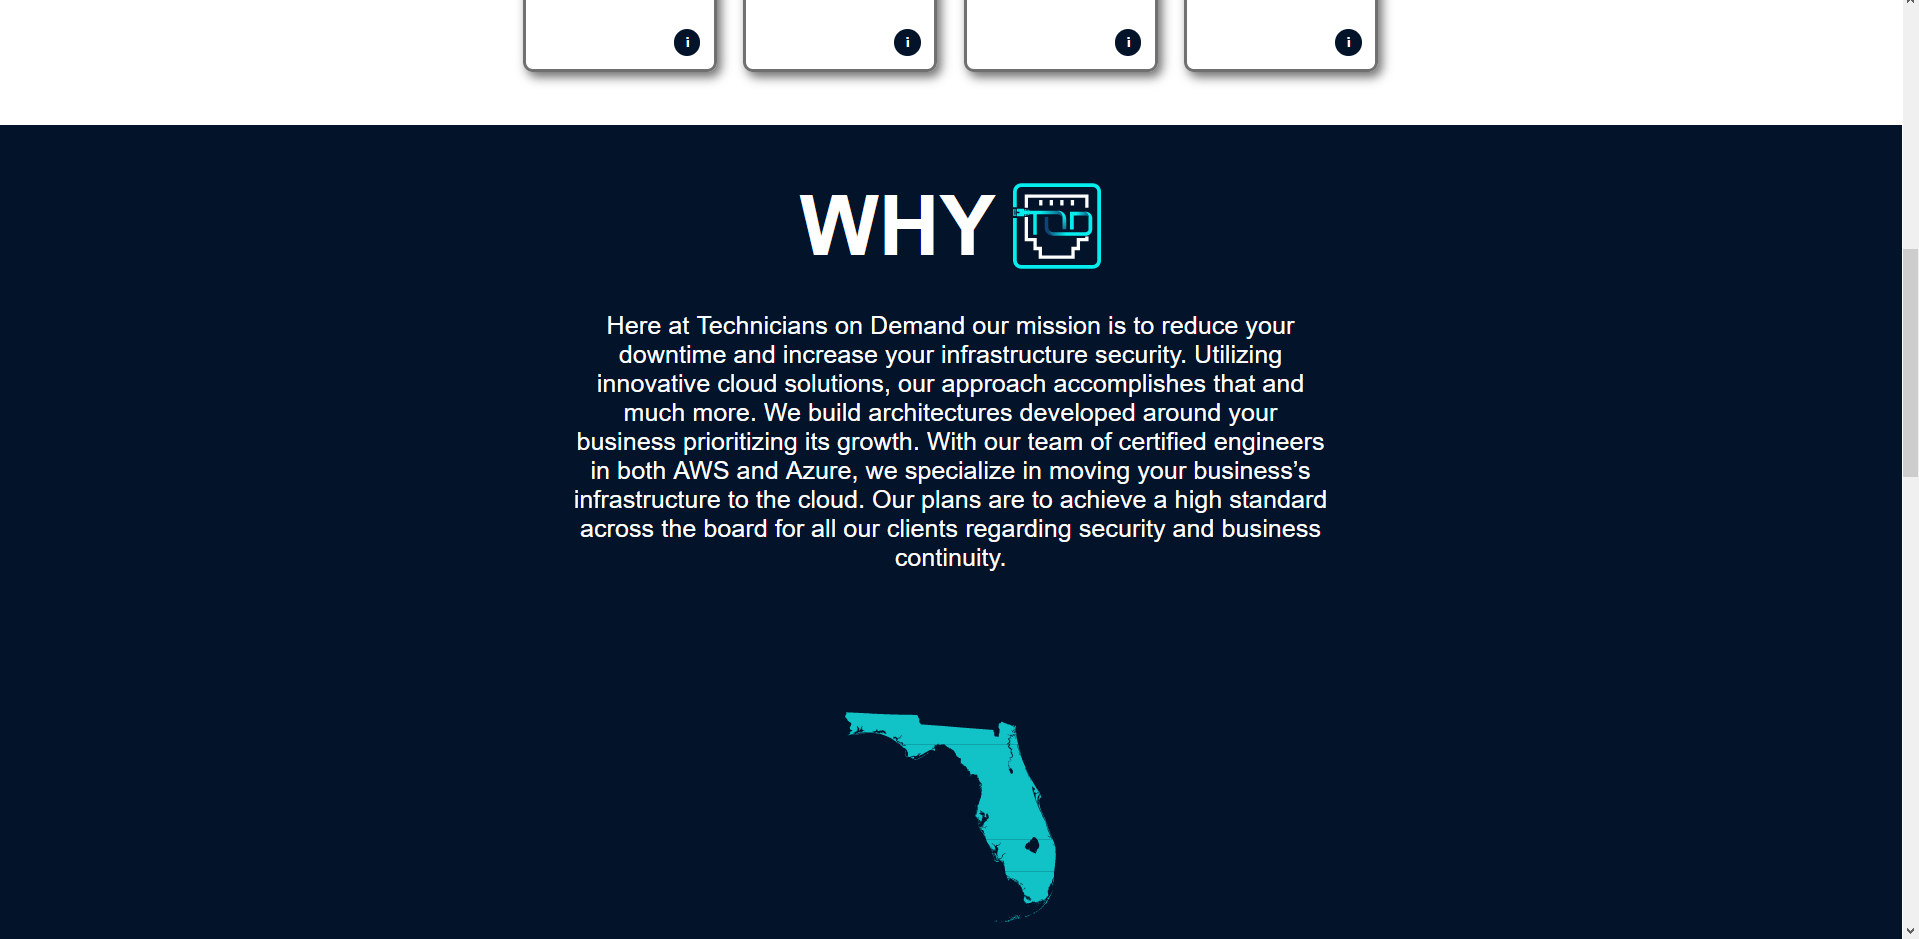 i i i i
WHY TOD
Here at Technicians on Demand our mission is to reduce your
downtime and increase your infrastructure security. Utilizing
innovative cloud solutions, our approach accomplishes that and
much more. We build architectures developed around your
business prioritizing its growth. With our team of certified engineers
in both AWS and Azure, we specialize in moving your business’s
infrastructure to the cloud. Our plans are to achieve a high standard
across the board for all our clients regarding security and business
continuity.